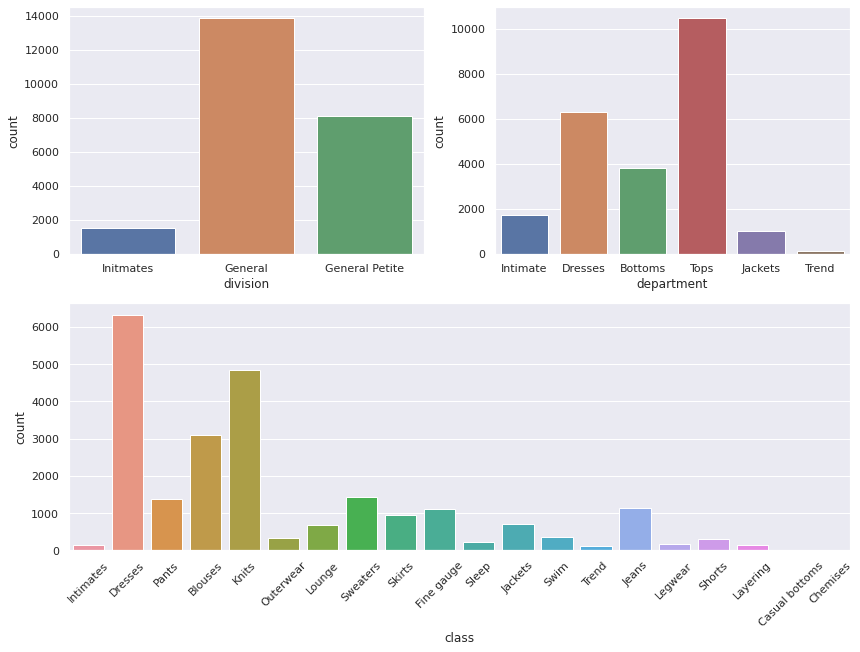 14000
12000
10000
8000
6000
4000
2000
0
count
Initmates General General Petite
division
10000
8000
6000
4000
2000
0
count
Intimate Dresses Bottoms Tops Jackets Trend
department
6000
5000
4000
3000
2000
1000
0
count
Intimates Dresses Pants Blouses Knits Outerwear Lounge Sweaters Skirts Fine gauge Sleep Jackets Swim Trend Jeans Legwear Shorts Layering Casual bottoms Chemises
class